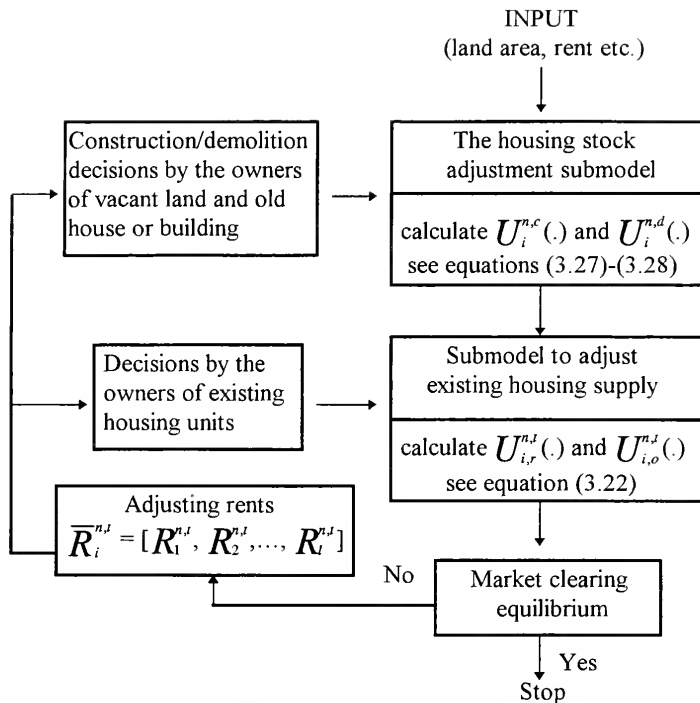 INPUT
(land area, rent etc.)
Construction/demolition
decisions by the owners
of vacant land and old
house or building
The housing stock
adjustment submodel
calculate U_i^{n,c}(.) and U_i^{n,d}(.)
see equations (3.27)-(3.28)
Decisions by the
owners of existing
housing units
Submodel to adjust
existing housing supply
calculate U_{i,r}^{n,t}(.) and U_{i,o}^{n,t}(.)
see equation (3.22)
Adjusting rents
R̅_i^{n,t} = [R_1^{n,t}, R_2^{n,t},..., R_I^{n,t}]
No
Market clearing
equilibrium
Yes
Stop